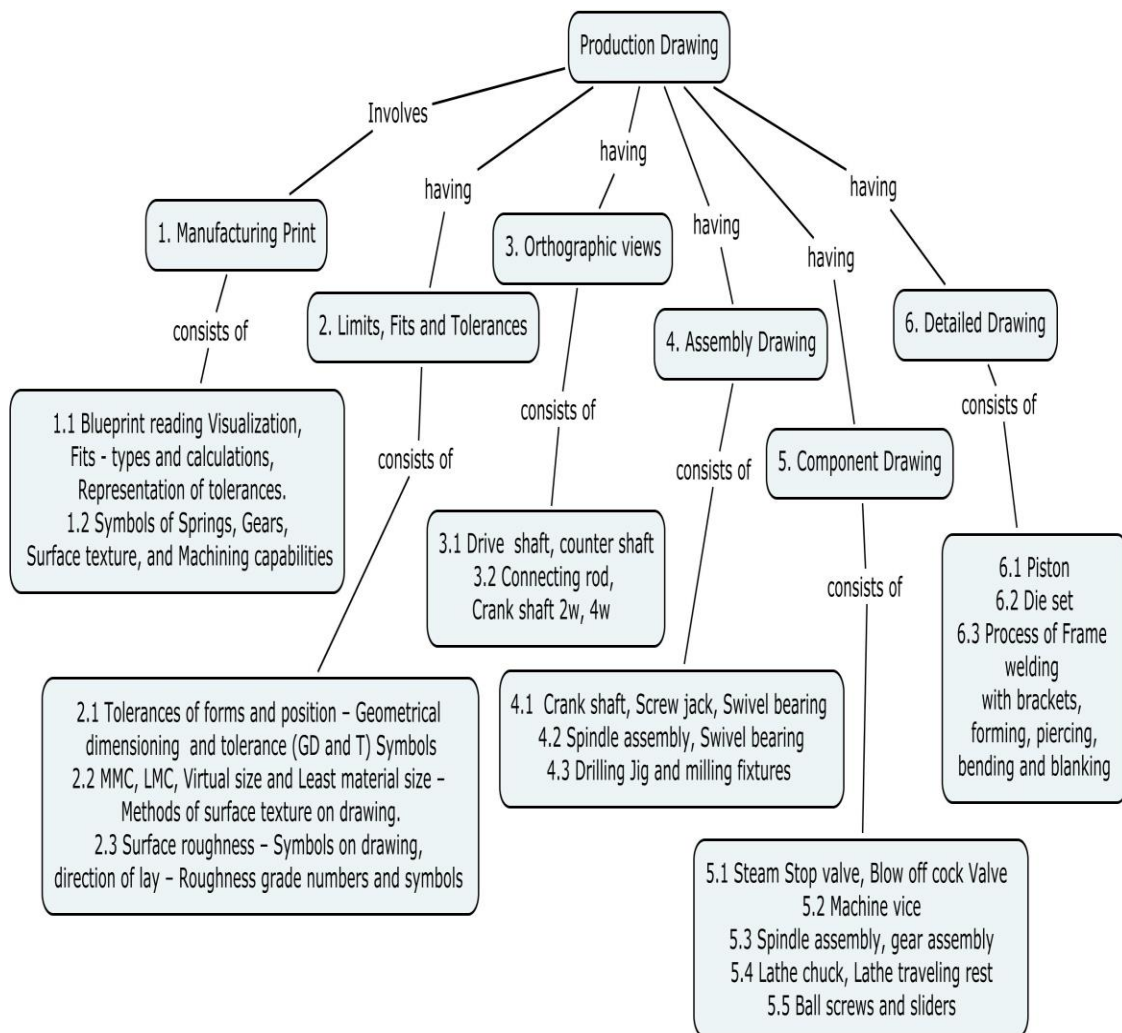 Production Drawing
Involves
having
having
having
having
having
1. Manufacturing Print
2. Limits, Fits and Tolerances
3. Orthographic views
4. Assembly Drawing
5. Component Drawing
6. Detailed Drawing
consists of
consists of
consists of
consists of
consists of
consists of
1.1 Blueprint reading Visualization,
Fits - types and calculations,
Representation of tolerances.
1.2 Symbols of Springs, Gears,
Surface texture, and Machining capabilities
2.1 Tolerances of forms and position – Geometrical
dimensioning and tolerance (GD and T) Symbols
2.2 MMC, LMC, Virtual size and Least material size –
Methods of surface texture on drawing.
2.3 Surface roughness – Symbols on drawing,
direction of lay – Roughness grade numbers and symbols
3.1 Drive shaft, counter shaft
3.2 Connecting rod,
Crank shaft 2w, 4w
4.1 Crank shaft, Screw jack, Swivel bearing
4.2 Spindle assembly, Swivel bearing
4.3 Drilling Jig and milling fixtures
5.1 Steam Stop valve, Blow off cock Valve
5.2 Machine vice
5.3 Spindle assembly, gear assembly
5.4 Lathe chuck, Lathe traveling rest
5.5 Ball screws and sliders
6.1 Piston
6.2 Die set
6.3 Process of Frame
welding
with brackets,
forming, piercing,
bending and blanking